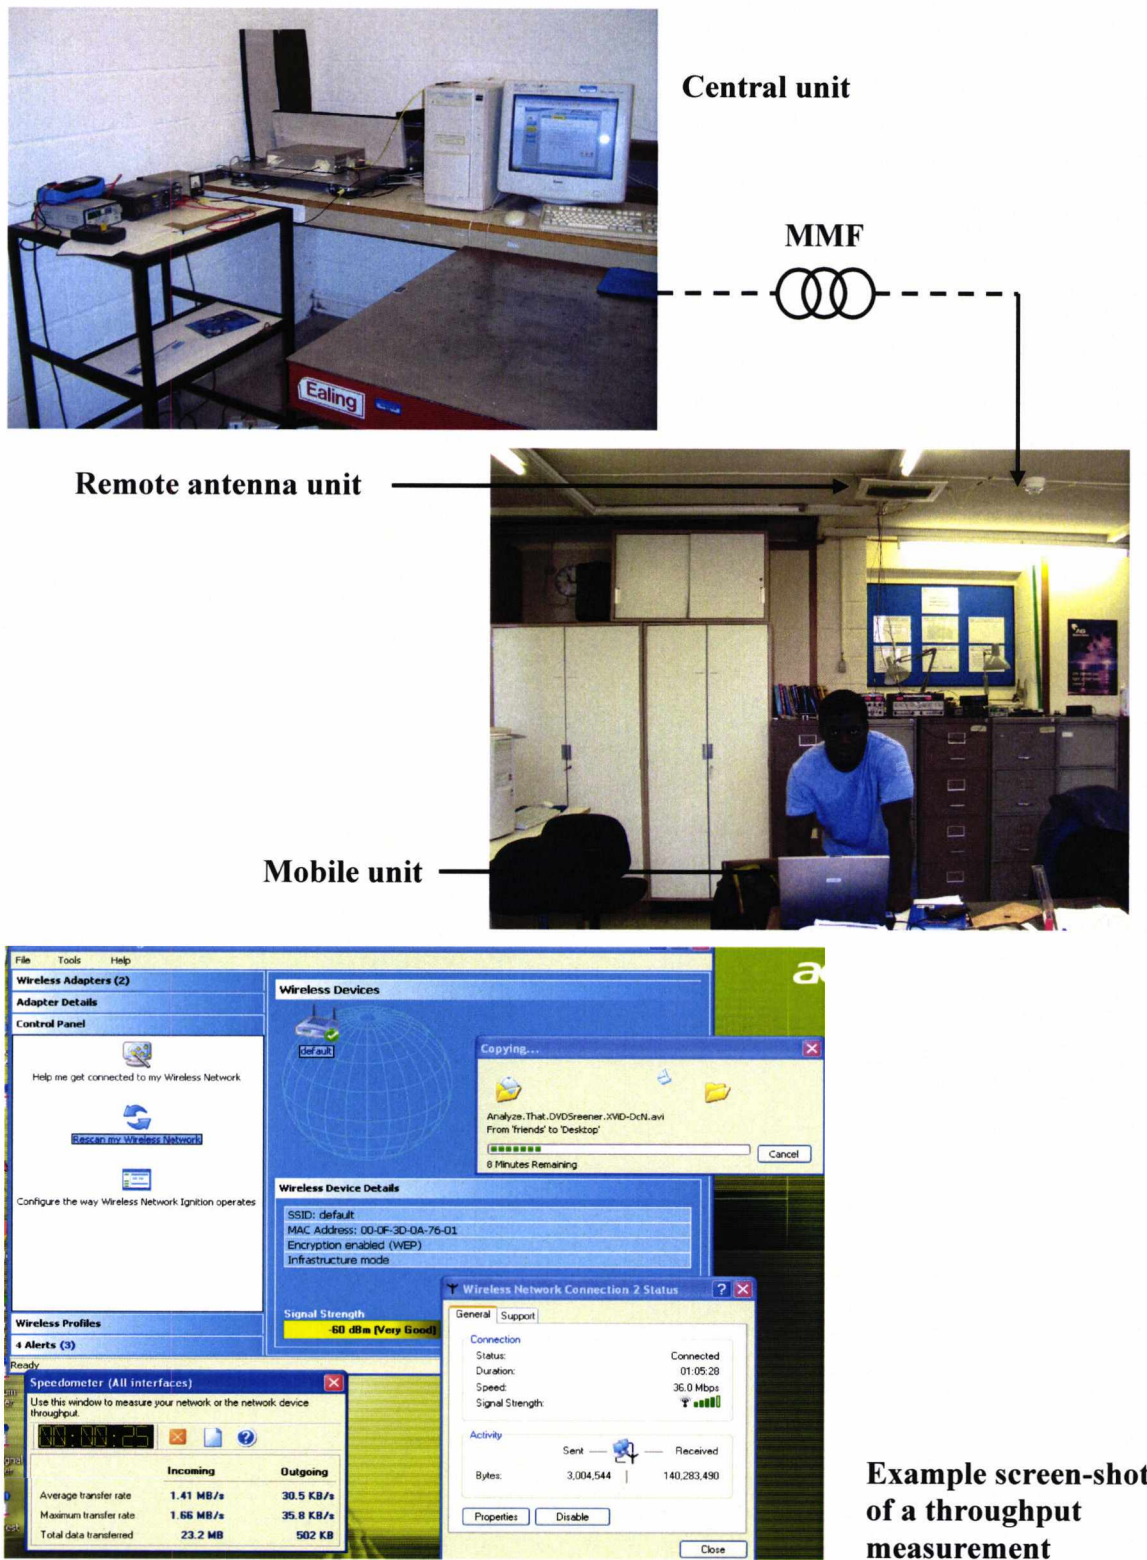 Central unit
MMF
Ealing
Remote antenna unit
Mobile unit
File Tools Help
Wireless Adapters (2)
Adapter Details
Control Panel
Help me get connected to my Wireless Network
Rescan my Wireless Network
Configure the way Wireless Network Ignition operates
Wireless Profiles
4 Alerts (3)
Ready
Wireless Devices
default
Wireless Device Details
SSID: default
MAC Address: 00-0F-3D-0A-76-01
Encryption enabled (WEP)
Infrastructure mode
Signal Strength
-60 dBm (Very Good)
Copying...
Analyze.That.DVDSreener.XViD-DcN.avi
From 'friends' to 'Desktop'
Cancel
8 Minutes Remaining
Wireless Network Connection 2 Status
General Support
Connection
Status: Connected
Duration: 01:05:28
Speed: 36.0 Mbps
Signal Strength:
Activity
Sent Received
Bytes: 3,004,544 140,283,490
Properties Disable
Close
Speedometer (All interfaces)
Use this window to measure your network or the network device
throughput.
00:00:25
Incoming Outgoing
Average transfer rate 1.41 MB/s 30.5 KB/s
Maximum transfer rate 1.66 MB/s 35.8 KB/s
Total data transferred 23.2 MB 502 KB
Example screen-shot
of a throughput
measurement